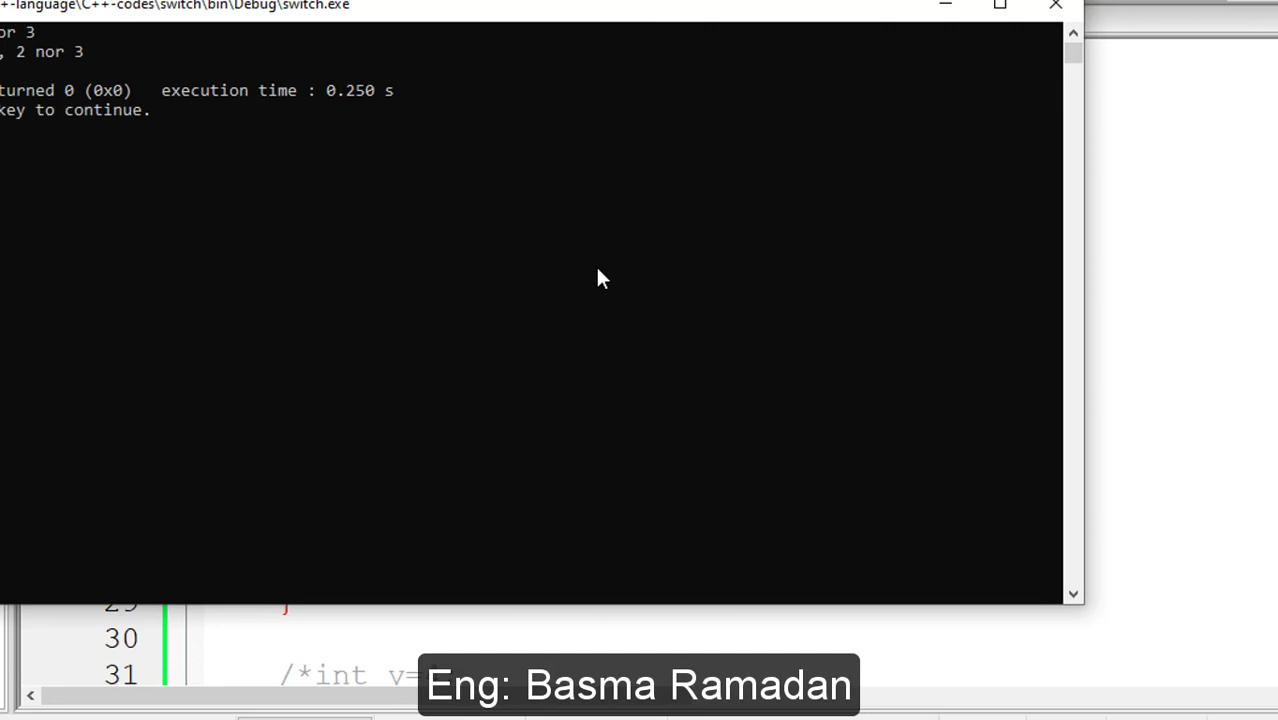 +-language\C++-codes\switch\bin\Debug\switch.exe
or 3
, 2 nor 3
turned 0 (0x0) execution time : 0.250 s
key to continue.
29 }
30
31 /*int v=
Eng: Basma Ramadan